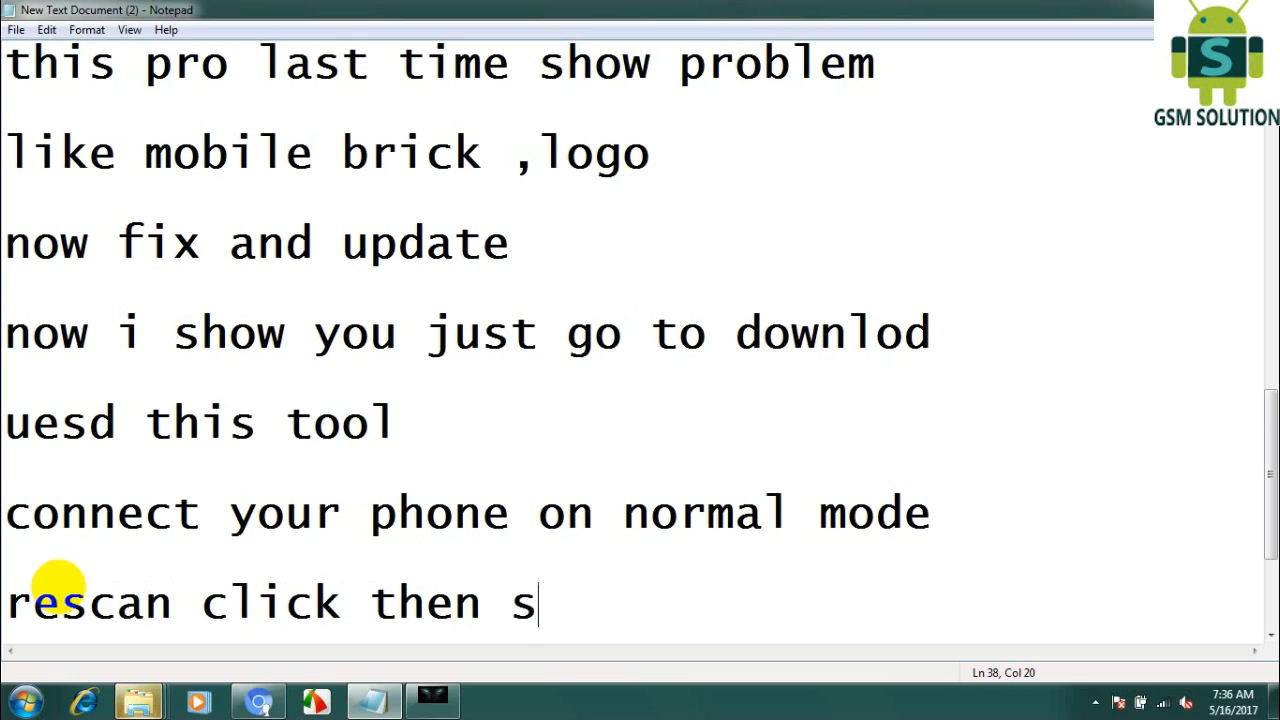 New Text Document (2) - Notepad
File Edit Format View Help
this pro last time show problem
like mobile brick ,logo
now fix and update
now i show you just go to downlod
uesd this tool
connect your phone on normal mode
rescan click then s
S
GSM SOLUTION
Ln 38, Col 20
7:36 AM
5/16/2017